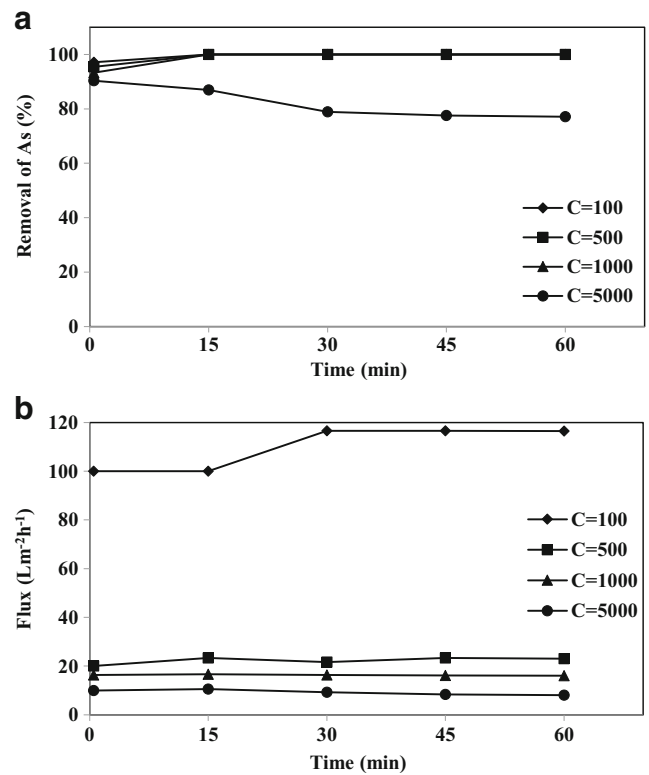 a
Removal of As (%)
100
80
60
40
20
0
C=100
C=500
C=1000
C=5000
0 15 30 45 60
Time (min)
b
Flux (Lm⁻²h⁻¹)
120
100
80
60
40
20
0
C=100
C=500
C=1000
C=5000
0 15 30 45 60
Time (min)